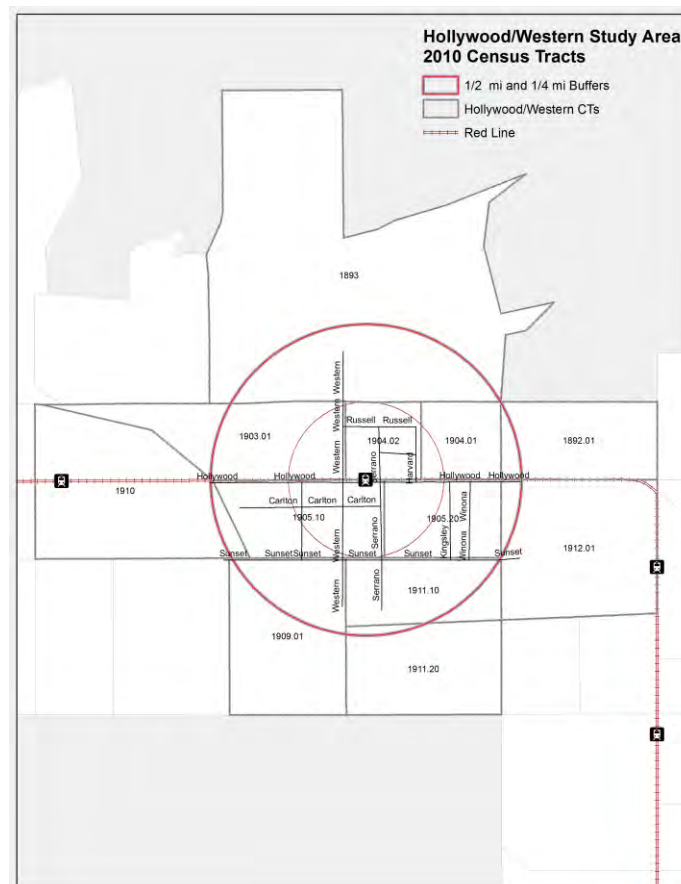 Hollywood/Western Study Area
2010 Census Tracts
1/2 mi and 1/4 mi Buffers
Hollywood/Western CTs
Red Line
1893
Western
Western
Russell Russell
1903.01
1904.02
1904.01
1892.01
Western
Serrano
Harvard
Hollywood Hollywood Hollywood Hollywood
1910
Carlton Carlton Carlton
1905.10
1905.20
Winona
Serrano
Kingsley
Winona
1912.01
Western
Sunset SunsetSunset Sunset Sunset Sunset
Western
Serrano
1911.10
1909.01
1911.20